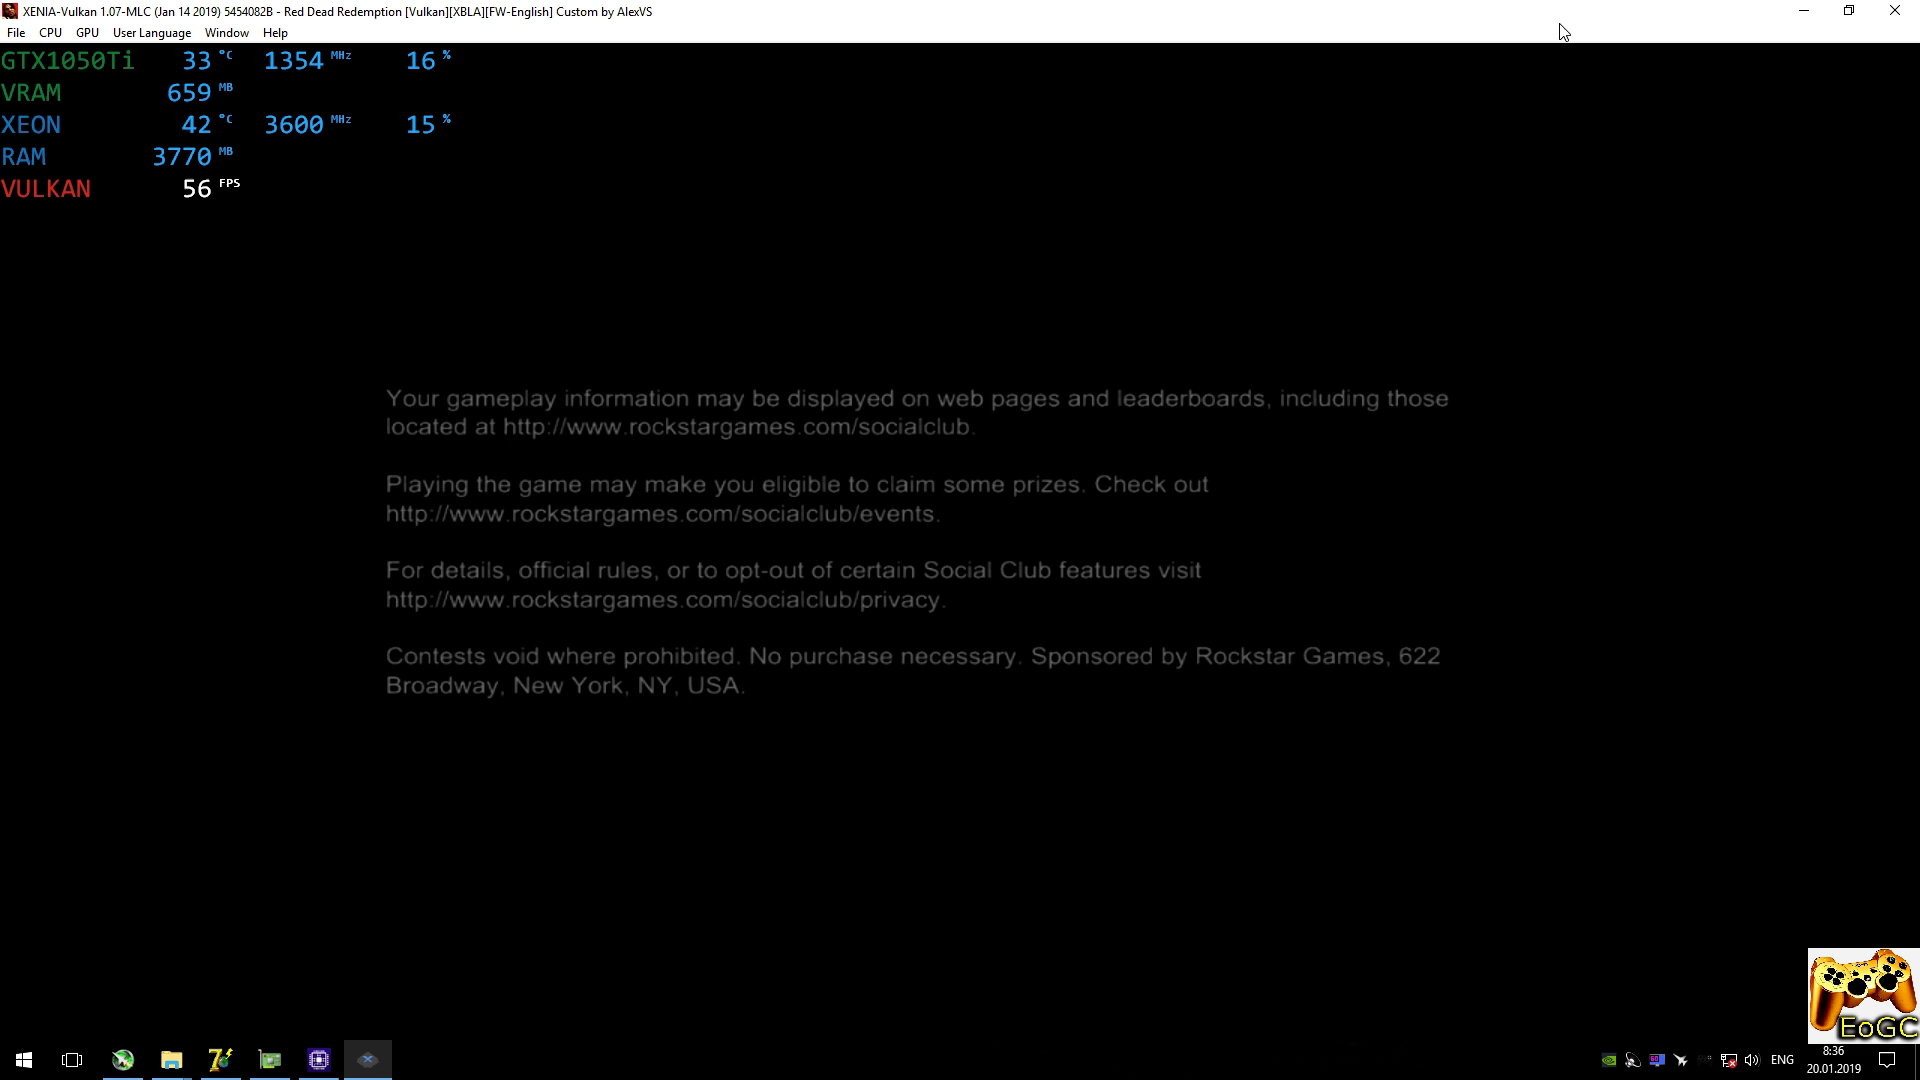 XENIA-Vulkan 1.07-MLC (Jan 14 2019) 5454082B - Red Dead Redemption [Vulkan][XBLA][FW-English] Custom by AlexVS
File CPU GPU User Language Window Help
GTX1050Ti 33 °C 1354 MHz 16 %
VRAM 659 MB
XEON 42 °C 3600 MHz 15 %
RAM 3770 MB
VULKAN 56 FPS
Your gameplay information may be displayed on web pages and leaderboards, including those
located at http://www.rockstargames.com/socialclub.
Playing the game may make you eligible to claim some prizes. Check out
http://www.rockstargames.com/socialclub/events.
For details, official rules, or to opt-out of certain Social Club features visit
http://www.rockstargames.com/socialclub/privacy.
Contests void where prohibited. No purchase necessary. Sponsored by Rockstar Games, 622
Broadway, New York, NY, USA.
EoGC
ENG
8:36
20.01.2019